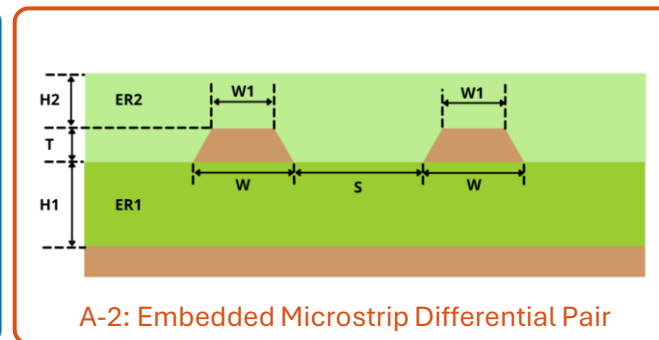 W1
W1
H2
ER2
T
W
S
W
H1
ER1
A-2: Embedded Microstrip Differential Pair